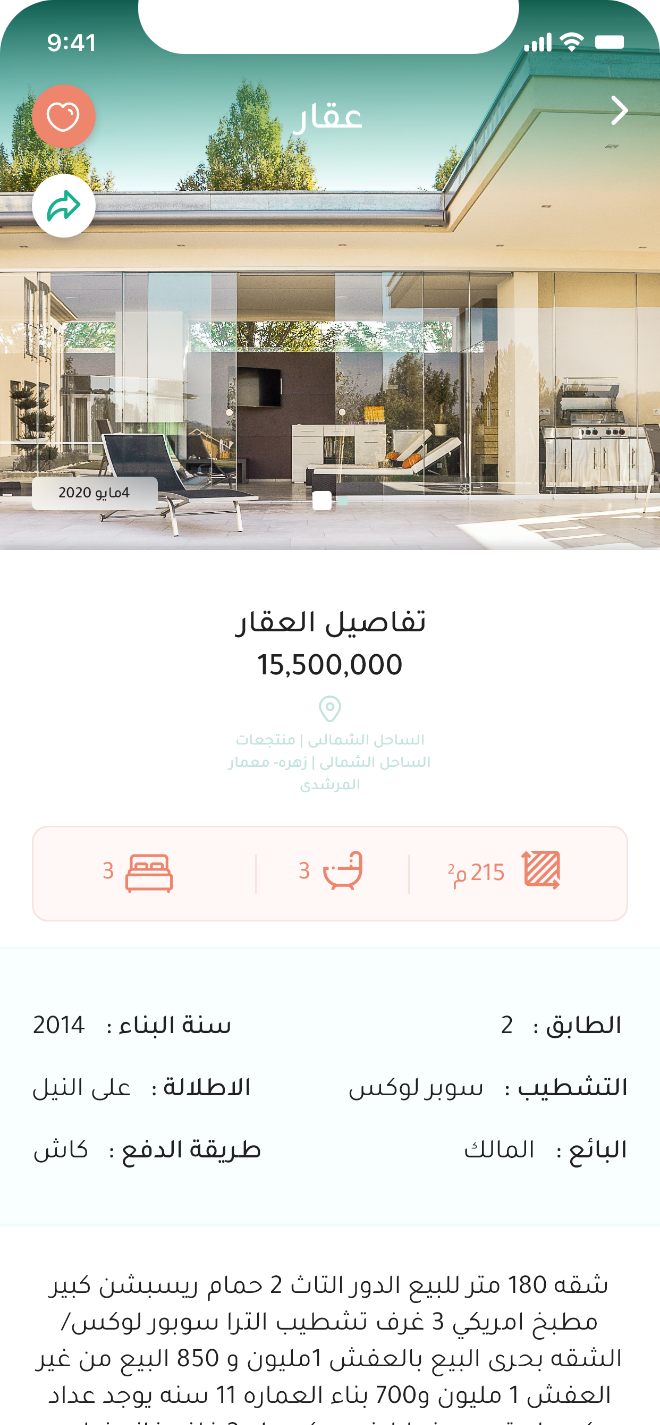 9:41
عقار
4مايو 2020
تفاصيل العقار
15,500,000
الساحل الشمالىى | منتجعات
الساحل الشمالى | زهره- معمار
المرشدى
215 م²
3
3
الطابق : 2
سنة البناء : 2014
التشطيب : سوبر لوكس
الاطلالة : على النيل
البائع : المالك
طريقة الدفع : كاش
شقه 180 متر للبيع الدور التاث 2 حمام ريسبشن كبير
مطبخ امريكي 3 غرف تشطيب الترا سوبور لوكس/
الشقه بحرى البيع بالعفش 1مليون و 850 البيع من غير
العفش 1 مليون و700 بناء العماره 11 سنه يوجد عداد